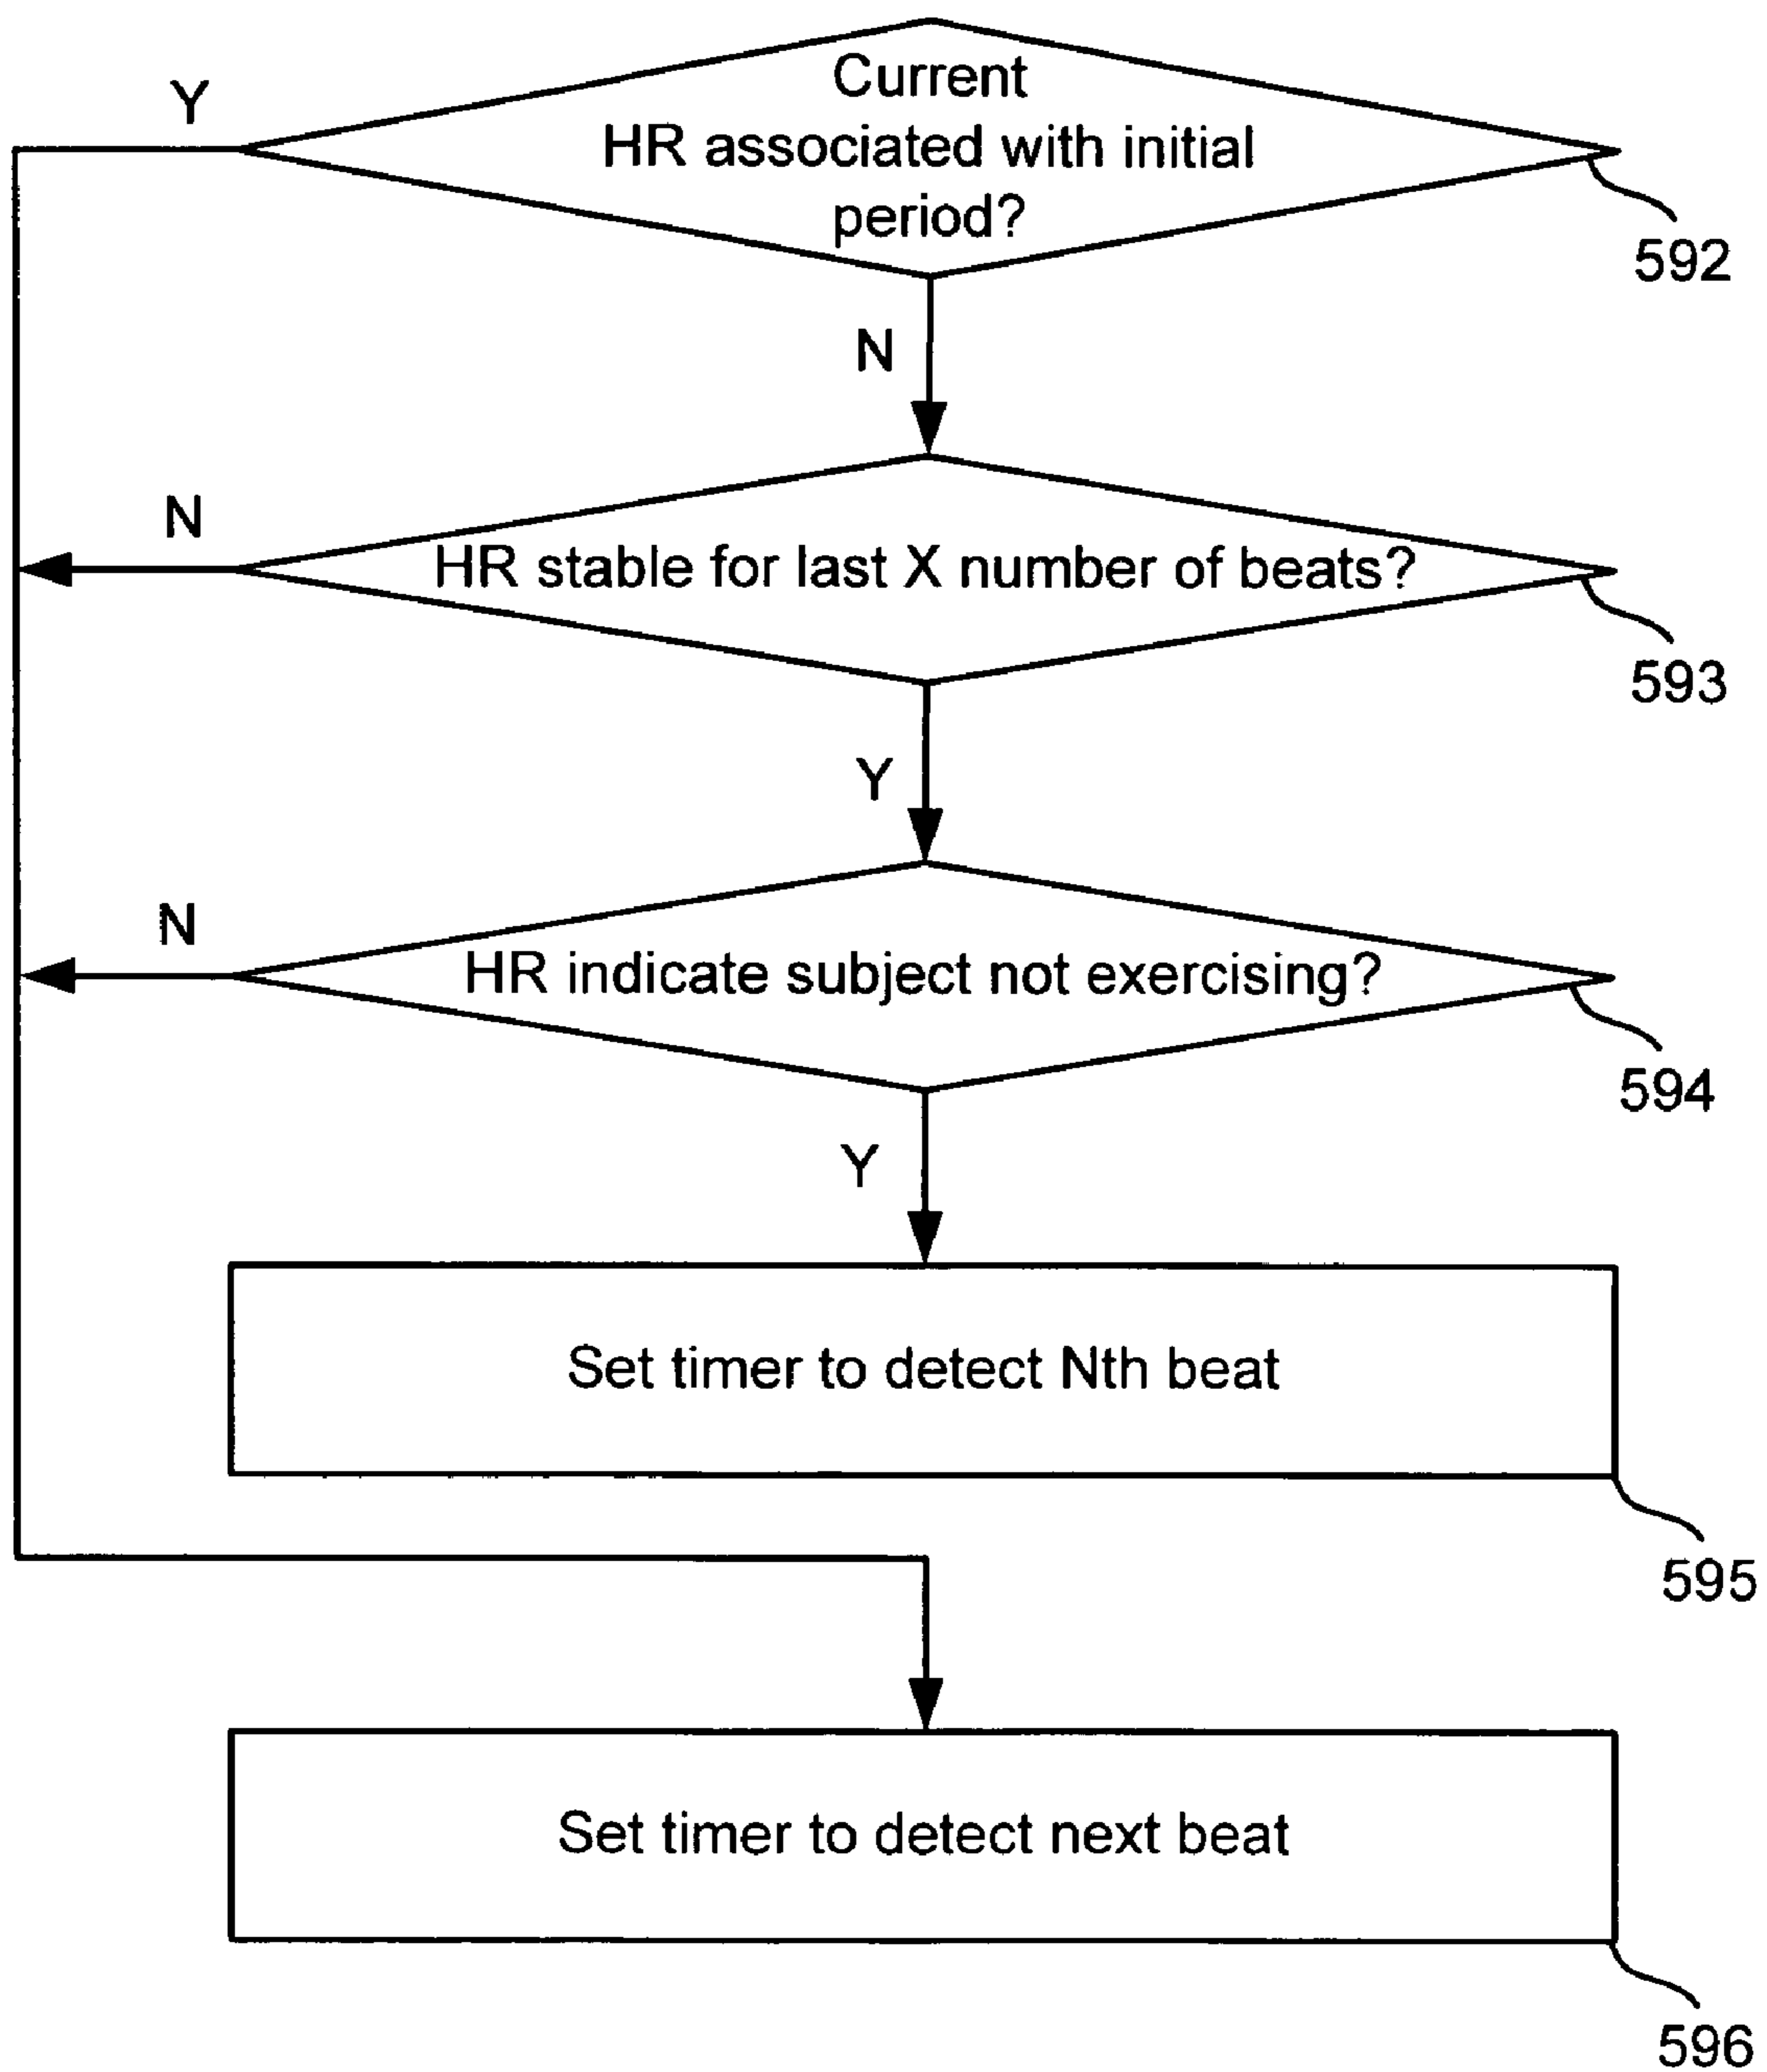 Current
Y
HR associated with initial
period?
592
N
N
HR stable for last X number of beats?
593
Y
N
HR indicate subject not exercising?
594
Y
Set timer to detect Nth beat
595
Set timer to detect next beat
596